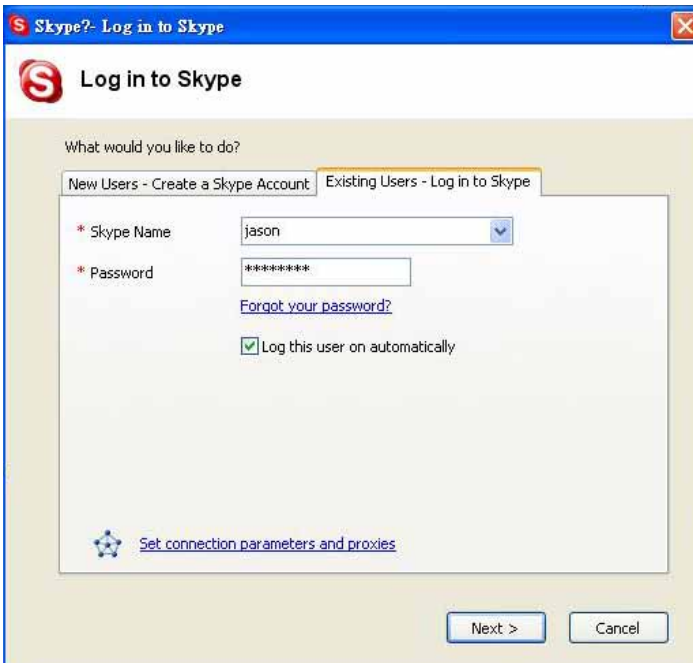 Skype?- Log in to Skype
Log in to Skype
What would you like to do?
New Users - Create a Skype Account Existing Users - Log in to Skype
* Skype Name jason
* Password ********
Forgot your password?
Log this user on automatically
Set connection parameters and proxies
Next > Cancel